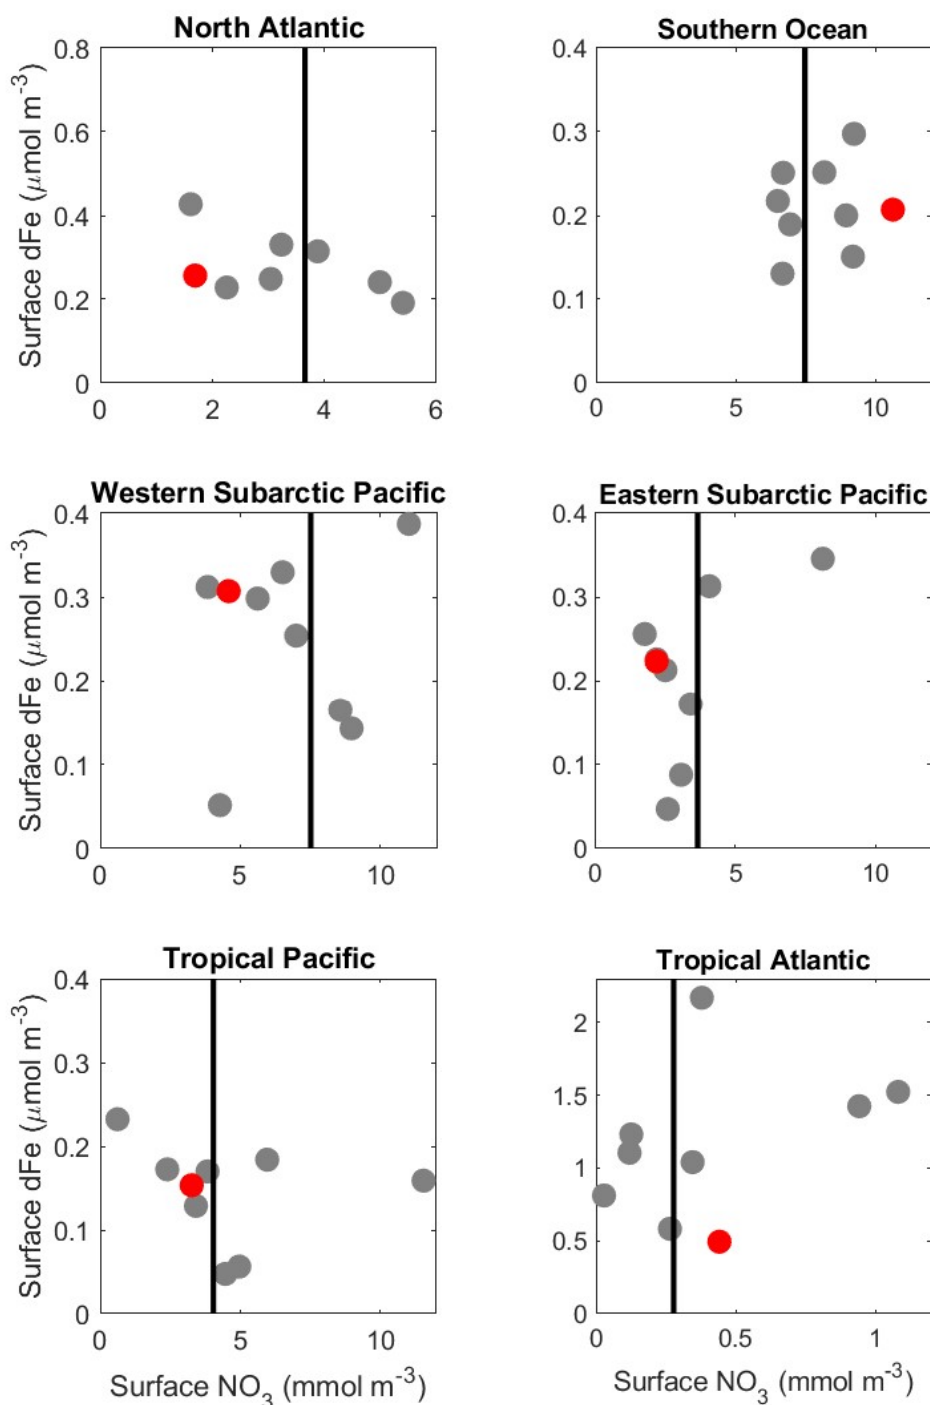 North Atlantic
Surface dFe (μmol m⁻³)
0.8
0.6
0.4
0.2
0
0 2 4 6
Southern Ocean
0.4
0.3
0.2
0.1
0
0 5 10
Western Subarctic Pacific
Surface dFe (μmol m⁻³)
0.4
0.3
0.2
0.1
0
0 5 10
Eastern Subarctic Pacific
0.4
0.3
0.2
0.1
0
0 5 10
Tropical Pacific
Surface dFe (μmol m⁻³)
0.4
0.3
0.2
0.1
0
0 5 10
Surface NO₃ (mmol m⁻³)
Tropical Atlantic
2
1.5
1
0.5
0
0 0.5 1
Surface NO₃ (mmol m⁻³)